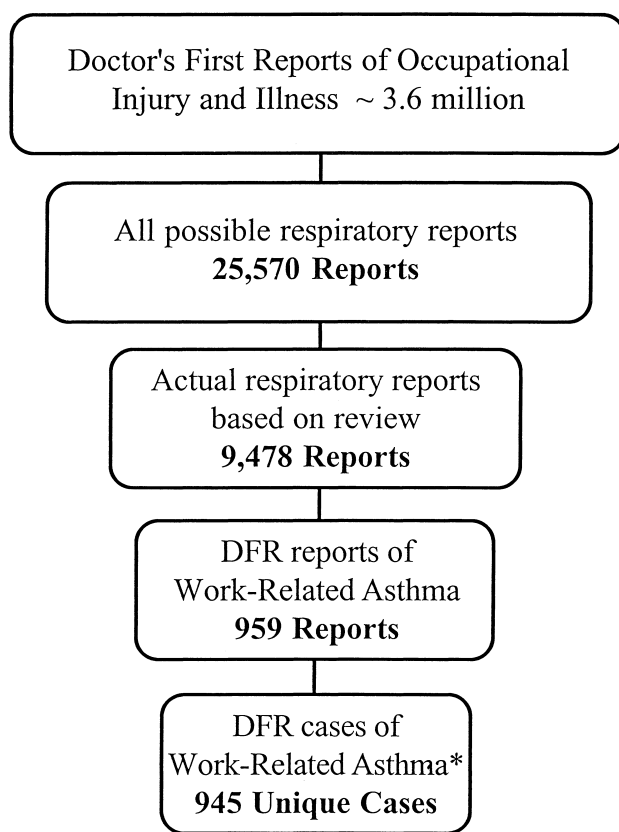 Doctor's First Reports of Occupational
Injury and Illness ~ 3.6 million
All possible respiratory reports
25,570 Reports
Actual respiratory reports
based on review
9,478 Reports
DFR reports of
Work-Related Asthma
959 Reports
DFR cases of
Work-Related Asthma*
945 Unique Cases